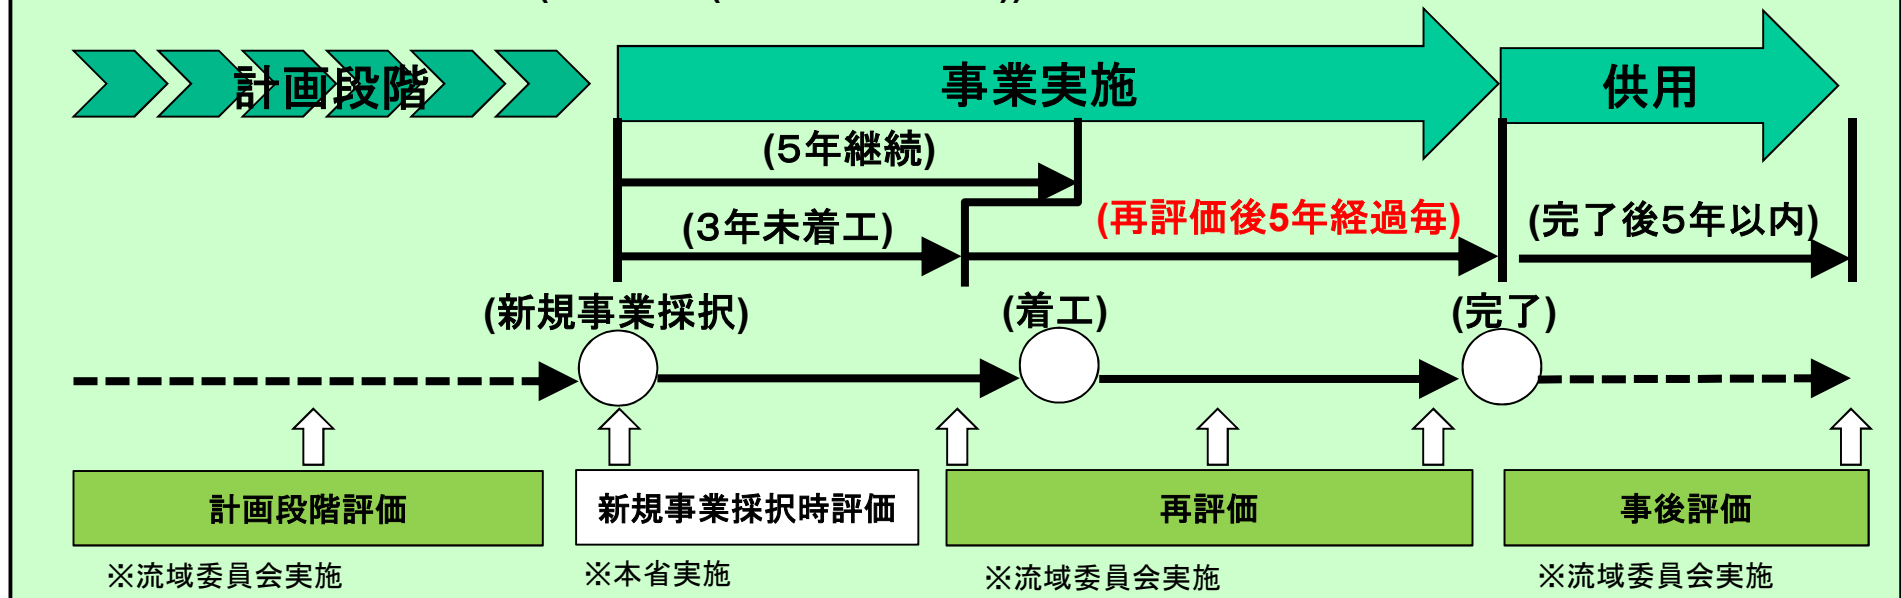 計画段階
事業実施
供用
(5年継続)
(3年未着工)
(再評価後5年経過毎)
(完了後5年以内)
(新規事業採択)
(着工)
(完了)
計画段階評価
新規事業採択時評価
再評価
事後評価
※流域委員会実施
※本省実施
※流域委員会実施
※流域委員会実施